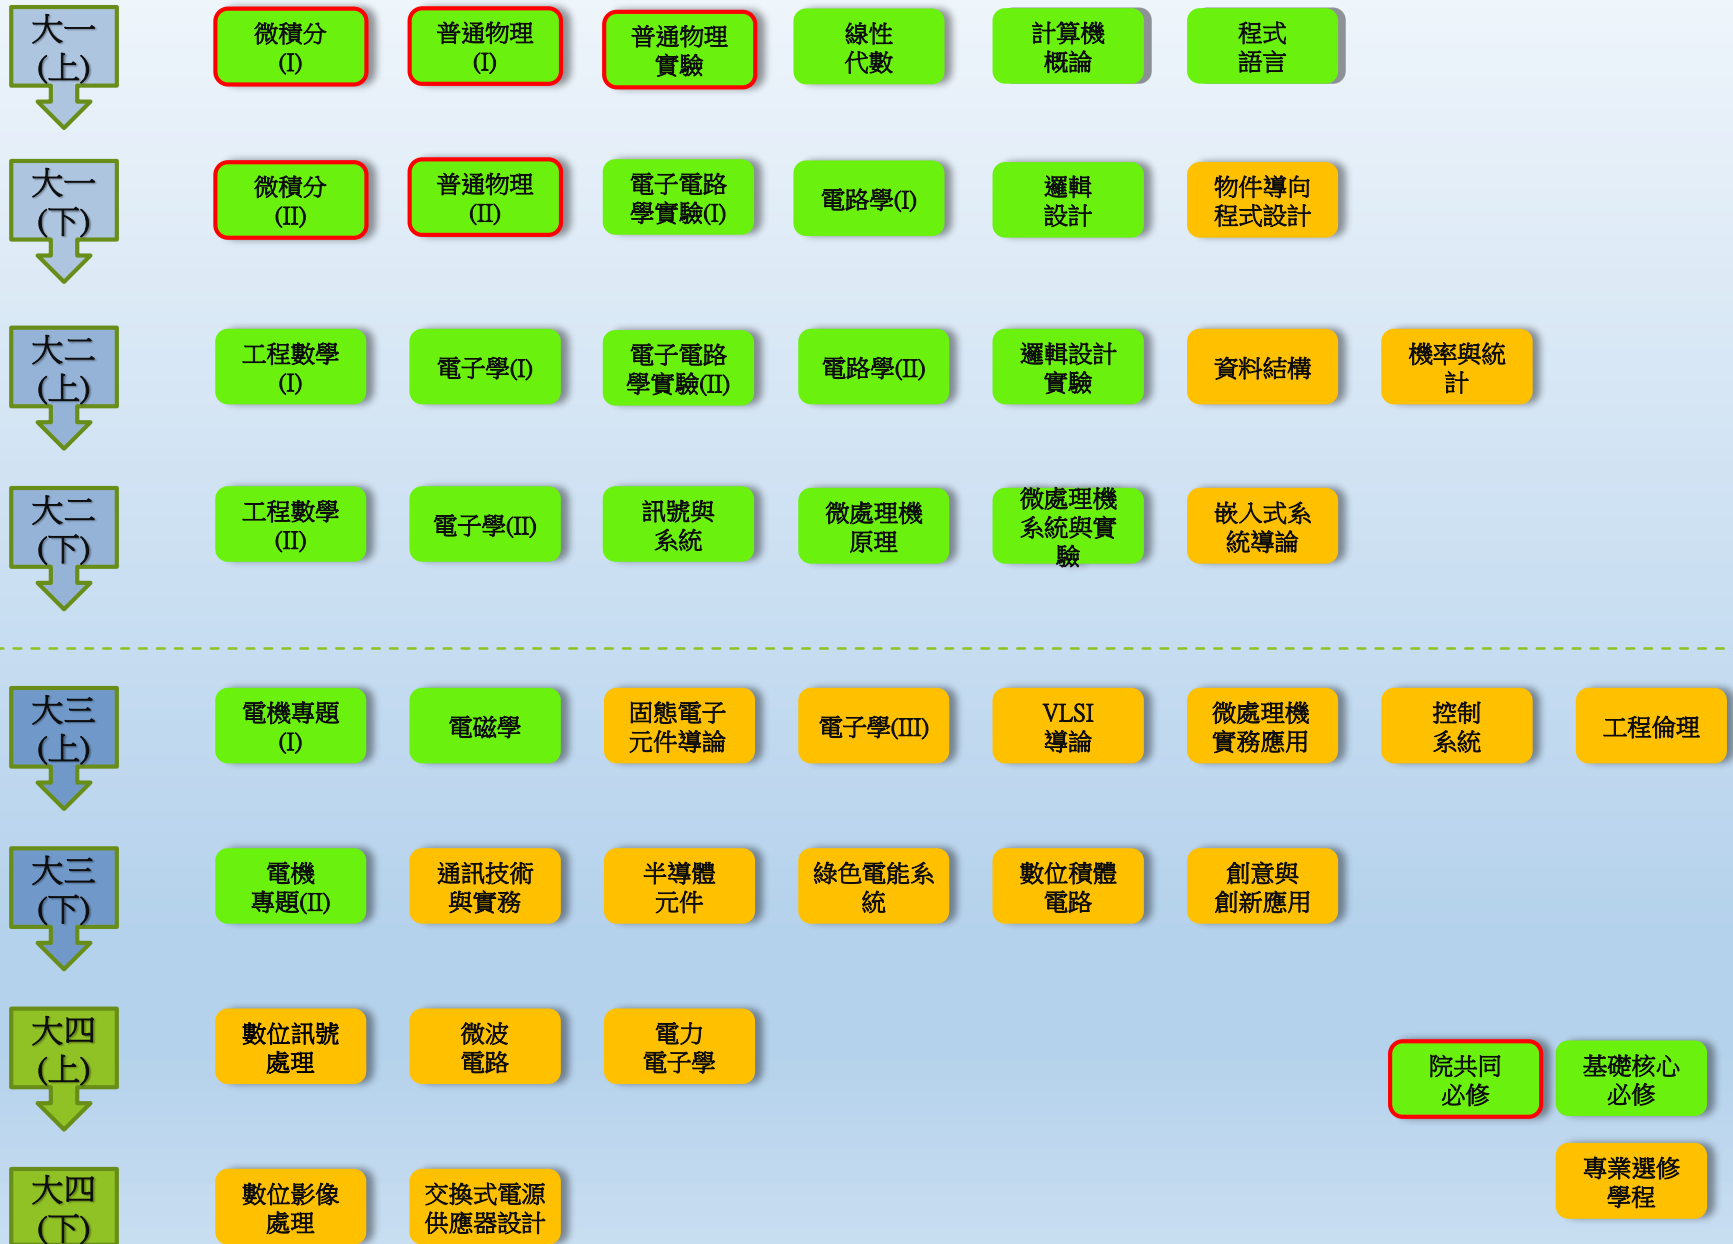 大一
(上)
微積分
(I)
普通物理
(I)
普通物理
實驗
線性
代數
計算機
概論
程式
語言
大一
(下)
微積分
(II)
普通物理
(II)
電子電路
學實驗(I)
電路學(I)
邏輯
設計
物件導向
程式設計
大二
(上)
工程數學
(I)
電子學(I)
電子電路
學實驗(II)
電路學(II)
邏輯設計
實驗
資料結構
機率與統
計
大二
(下)
工程數學
(II)
電子學(II)
訊號與
系統
微處理機
原理
微處理機
系統與實
驗
嵌入式系
統導論
大三
(上)
電機專題
(I)
電磁學
固態電子
元件導論
電子學(III)
VLSI
導論
微處理機
實務應用
控制
系統
工程倫理
大三
(下)
電機
專題(II)
通訊技術
與實務
半導體
元件
綠色電能系
統
數位積體
電路
創意與
創新應用
大四
(上)
數位訊號
處理
微波
電路
電力
電子學
院共同
必修
基礎核心
必修
專業選修
學程
大四
(下)
數位影像
處理
交換式電源
供應器設計